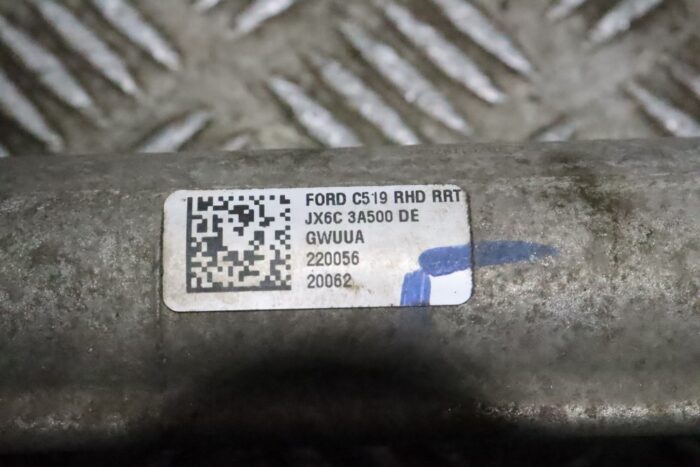 FORD C519 RHD RRT
JX6C 3A500 DE
GWUUA
220056
20062